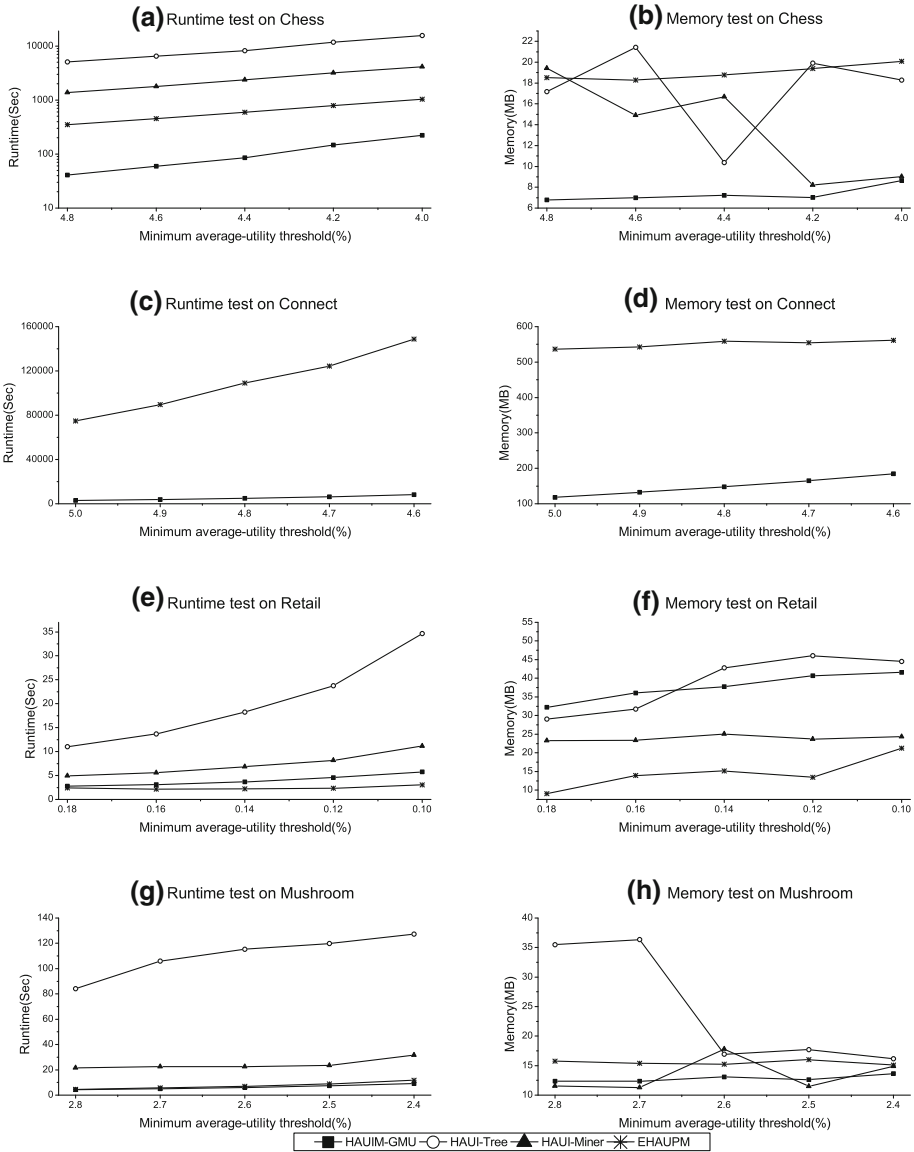 (a) Runtime test on Chess
10000
1000
100
10
Runtime(Sec)
4.8 4.6 4.4 4.2 4.0
Minimum average-utility threshold(%)
(b) Memory test on Chess
22
20
18
16
14
12
10
8
6
Memory(MB)
4.8 4.6 4.4 4.2 4.0
Minimum average-utility threshold(%)
(c) Runtime test on Connect
160000
120000
80000
40000
0
Runtime(Sec)
5.0 4.9 4.8 4.7 4.6
Minimum average-utility threshold(%)
(d) Memory test on Connect
600
500
400
300
200
100
Memory(MB)
5.0 4.9 4.8 4.7 4.6
Minimum average-utility threshold(%)
(e) Runtime test on Retail
35
30
25
20
15
10
5
0
Runtime(Sec)
0.18 0.16 0.14 0.12 0.10
Minimum average-utility threshold(%)
(f) Memory test on Retail
55
50
45
40
35
30
25
20
15
10
Memory(MB)
0.18 0.16 0.14 0.12 0.10
Minimum average-utility threshold(%)
(g) Runtime test on Mushroom
140
120
100
80
60
40
20
0
Runtime(Sec)
2.8 2.7 2.6 2.5 2.4
Minimum average-utility threshold(%)
(h) Memory test on Mushroom
40
35
30
25
20
15
10
Memory(MB)
2.8 2.7 2.6 2.5 2.4
Minimum average-utility threshold(%)
HAUIM-GMU HAUI-Tree HAUI-Miner EHAUPM